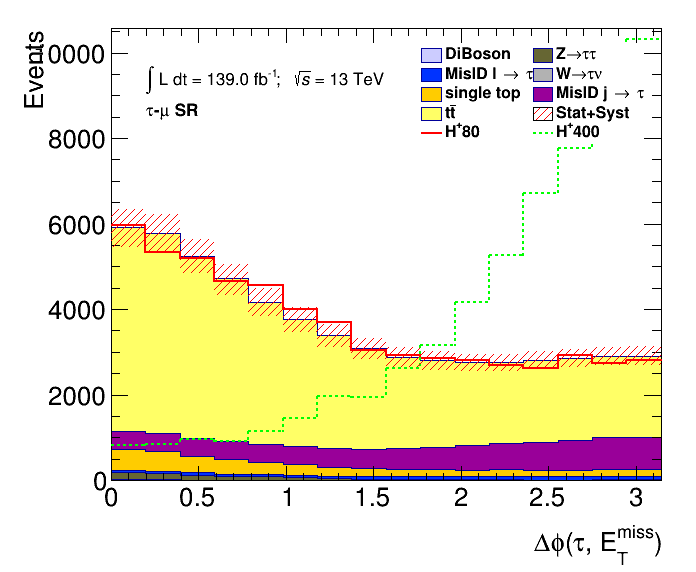 Events
0000
8000
6000
4000
2000
0
0 0.5 1 1.5 2 2.5 3
∫ L dt = 139.0 fb⁻¹; √s = 13 TeV
τ-μ SR
DiBoson
MisID l → τ
single top
tt̄
H⁺80
Z→ττ
W→τν
MisID j → τ
Stat+Syst
H⁺400
Δϕ(τ, E_T^miss)